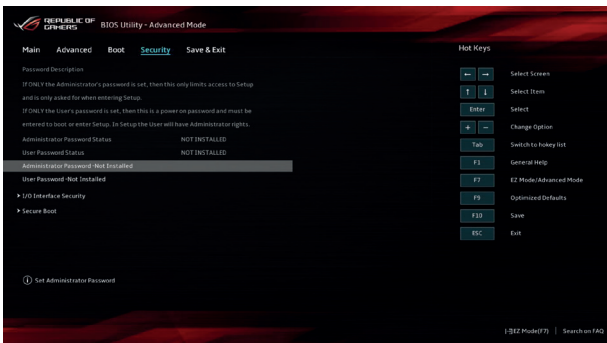 REPUBLIC OF
GAMERS
BIOS Utility - Advanced Mode
Main Advanced Boot Security Save & Exit
Password Description
If ONLY the Administrator's password is set, then this only limits access to Setup
and is only asked for when entering Setup.
If ONLY the User's password is set, then this is a power on password and must be
entered to boot or enter Setup. In Setup the User will have Administrator rights.
Administrator Password Status NOT INSTALLED
User Password Status NOT INSTALLED
Administrator Password -Not Installed
User Password -Not Installed
> I/O Interface Security
> Secure Boot
i Set Administrator Password
Hot Keys
← → Select Screen
↑ ↓ Select Item
Enter Select
+ - Change Option
Tab Switch to hokey list
F1 General Help
F7 EZ Mode/Advanced Mode
F9 Optimized Defaults
F10 Save
ESC Exit
EZ Mode(F7) | Search on FAQ